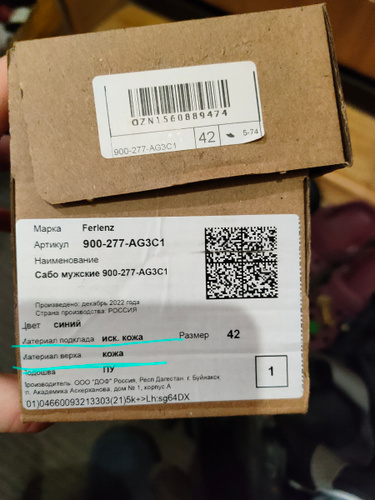 OZN1560889474
900-277-AG3C1 42 5-74
Марка Ferlenz
Артикул 900-277-AG3C1
Наименование
Сабо мужские 900-277-AG3C1
Произведено: декабрь 2022 года
Страна производства: РОССИЯ
Цвет синий
Материал подклада иск. кожа Размер 42
Материал верха кожа
Подошва ПУ
1
Производитель: ООО "ДОФ" Россия, Респ Дагестан, г. Буйнакск,
ул. Академика Аскерханова, дом № 1, корпус А
01)04660093213303(21)5k+>Lh:sg64DX